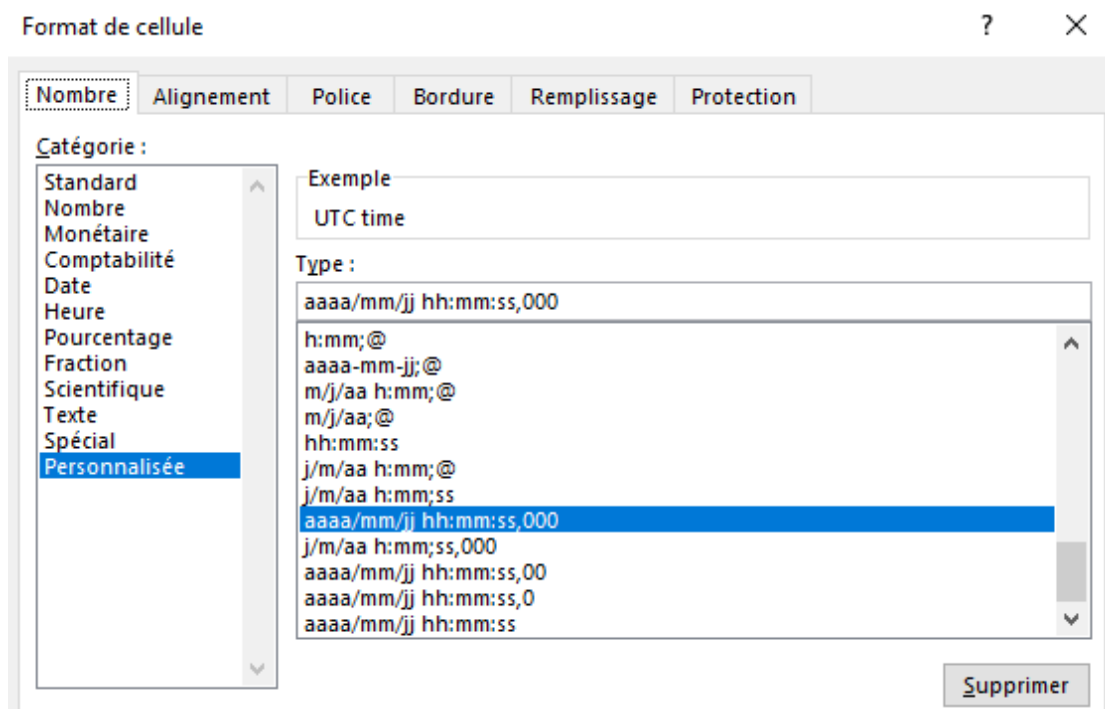 Format de cellule
?
Nombre Alignement Police Bordure Remplissage Protection
Catégorie :
Standard
Nombre
Monétaire
Comptabilité
Date
Heure
Pourcentage
Fraction
Scientifique
Texte
Spécial
Personnalisée
Exemple
UTC time
Type :
aaaa/mm/jj hh:mm:ss,000
h:mm;@
aaaa-mm-jj;@
m/j/aa h:mm;@
m/j/aa;@
hh:mm:ss
j/m/aa h:mm;@
j/m/aa h:mm;ss
aaaa/mm/jj hh:mm:ss,000
j/m/aa h:mm;ss,000
aaaa/mm/jj hh:mm:ss,00
aaaa/mm/jj hh:mm:ss,0
aaaa/mm/jj hh:mm:ss
Supprimer